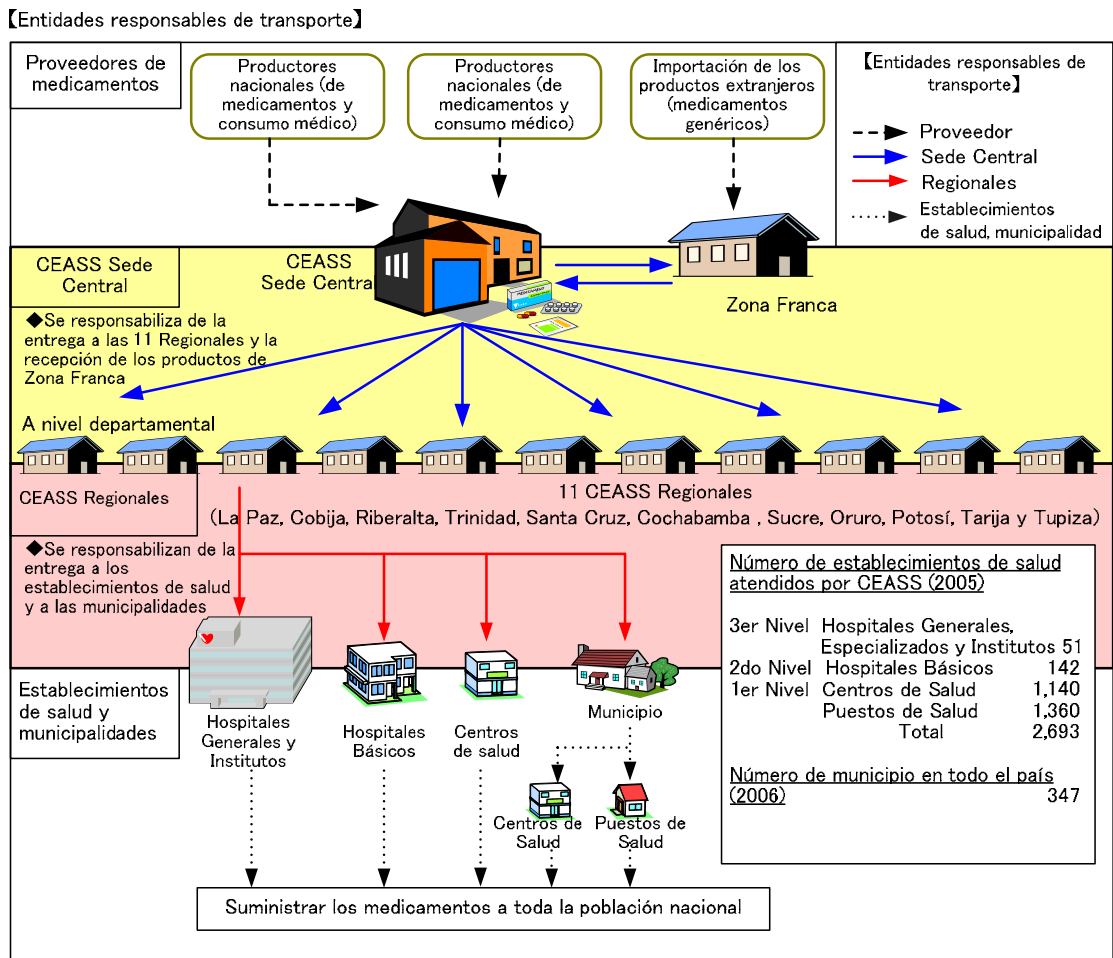 【Entidades responsables de transporte】
Proveedores de
medicamentos
Productores
nacionales (de
medicamentos y
consumo médico)
Productores
nacionales (de
medicamentos y
consumo médico)
Importación de los
productos extranjeros
(medicamentos
genéricos)
【Entidades responsables de
transporte】
Proveedor
Sede Central
Regionales
Establecimientos
de salud, municipalidad
CEASS Sede
Central
CEASS
Sede Central
Zona Franca
◆Se responsabiliza de la
entrega a las 11 Regionales y la
recepción de los productos de
Zona Franca
A nivel departamental
CEASS Regionales
11 CEASS Regionales
(La Paz, Cobija, Riberalta, Trinidad, Santa Cruz, Cochabamba , Sucre, Oruro, Potosí, Tarija y Tupiza)
◆Se responsabilizan de la
entrega a los
establecimientos de salud
y a las municipalidades
Número de establecimientos de salud
atendidos por CEASS (2005)
3er Nivel Hospitales Generales,
Especializados y Institutos 51
2do Nivel Hospitales Básicos 142
1er Nivel Centros de Salud 1,140
Puestos de Salud 1,360
Total 2,693
Número de municipio en todo el país
(2006) 347
Establecimientos
de salud y
municipalidades
Hospitales
Generales y
Institutos
Hospitales
Básicos
Centros
de salud
Municipio
Centros de
Salud
Puestos de
Salud
Suministrar los medicamentos a toda la población nacional